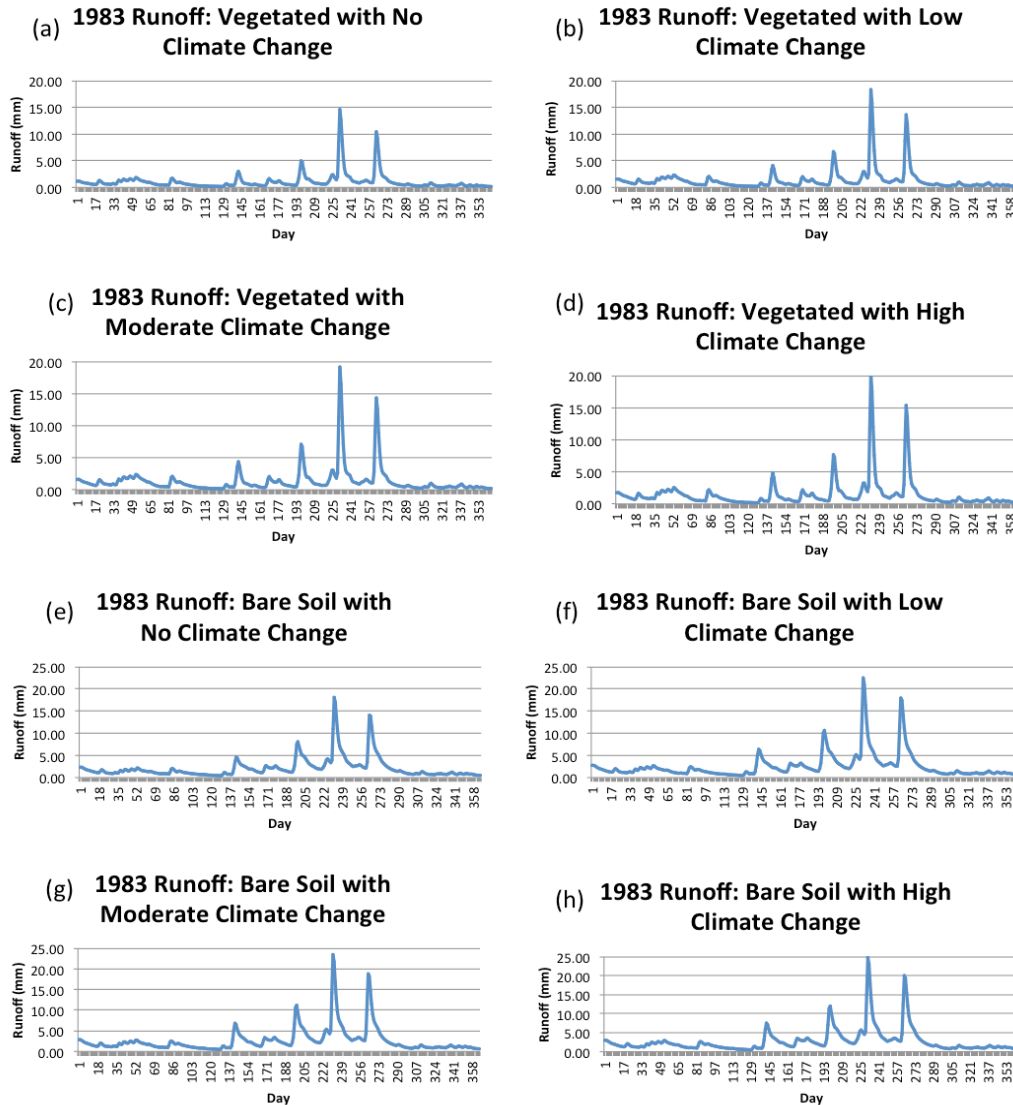 (a) 1983 Runoff: Vegetated with No
Climate Change
Runoff (mm)
20.00
15.00
10.00
5.00
0.00
1 17 33 49 65 81 97 113 129 145 161 177 193 209 225 241 257 273 289 305 321 337 353
Day
(b) 1983 Runoff: Vegetated with Low
Climate Change
Runoff (mm)
20.00
15.00
10.00
5.00
0.00
1 18 35 52 69 86 103 120 137 154 171 188 205 222 239 256 273 290 307 324 341 358
Day
(c) 1983 Runoff: Vegetated with
Moderate Climate Change
Runoff (mm)
20.00
15.00
10.00
5.00
0.00
1 17 33 49 65 81 97 113 129 145 161 177 193 209 225 241 257 273 289 305 321 337 353
Day
(d) 1983 Runoff: Vegetated with High
Climate Change
Runoff (mm)
20.00
15.00
10.00
5.00
0.00
1 18 35 52 69 86 103 120 137 154 171 188 205 222 239 256 273 290 307 324 341 358
Day
(e) 1983 Runoff: Bare Soil with
No Climate Change
Runoff (mm)
25.00
20.00
15.00
10.00
5.00
0.00
1 18 35 52 69 86 103 120 137 154 171 188 205 222 239 256 273 290 307 324 341 358
Day
(f) 1983 Runoff: Bare Soil with Low
Climate Change
Runoff (mm)
25.00
20.00
15.00
10.00
5.00
0.00
1 17 33 49 65 81 97 113 129 145 161 177 193 209 225 241 257 273 289 305 321 337 353
Day
(g) 1983 Runoff: Bare Soil with
Moderate Climate Change
Runoff (mm)
25.00
20.00
15.00
10.00
5.00
0.00
1 18 35 52 69 86 103 120 137 154 171 188 205 222 239 256 273 290 307 324 341 358
Day
(h) 1983 Runoff: Bare Soil with High
Climate Change
Runoff (mm)
25.00
20.00
15.00
10.00
5.00
0.00
1 17 33 49 65 81 97 113 129 145 161 177 193 209 225 241 257 273 289 305 321 337 353
Day